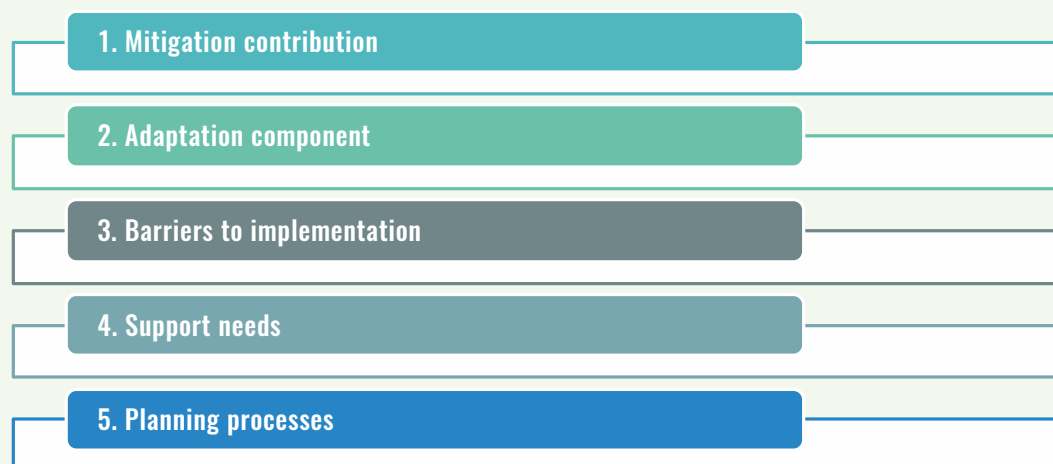 1. Mitigation contribution
2. Adaptation component
3. Barriers to implementation
4. Support needs
5. Planning processes